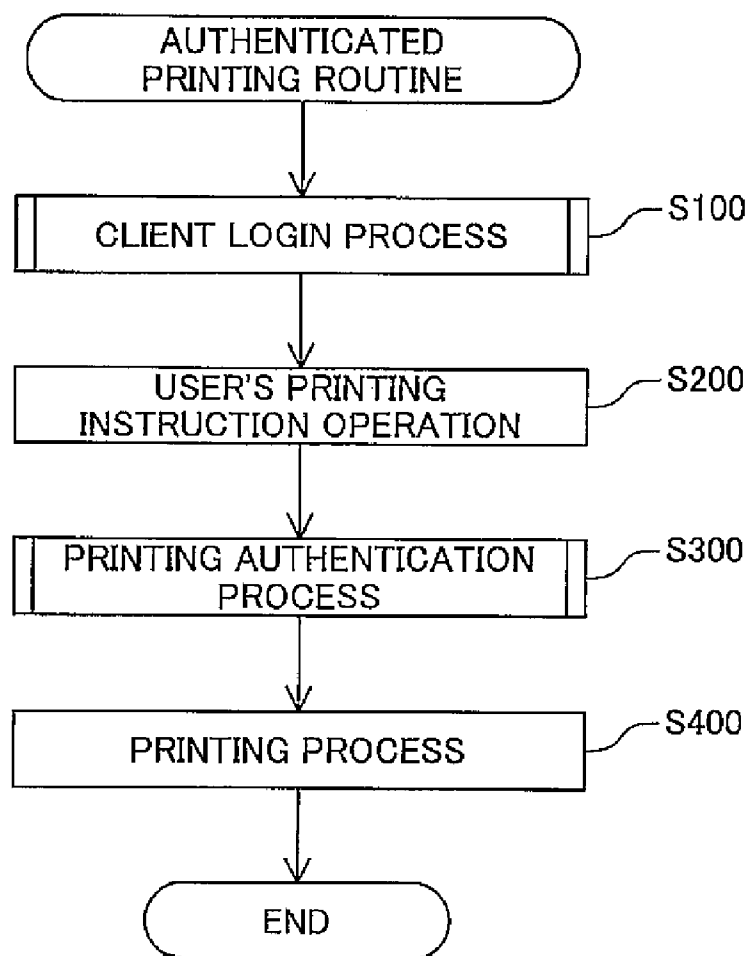 AUTHENTICATED
PRINTING ROUTINE
CLIENT LOGIN PROCESS
S100
USER'S PRINTING
INSTRUCTION OPERATION
S200
PRINTING AUTHENTICATION
PROCESS
S300
PRINTING PROCESS
S400
END